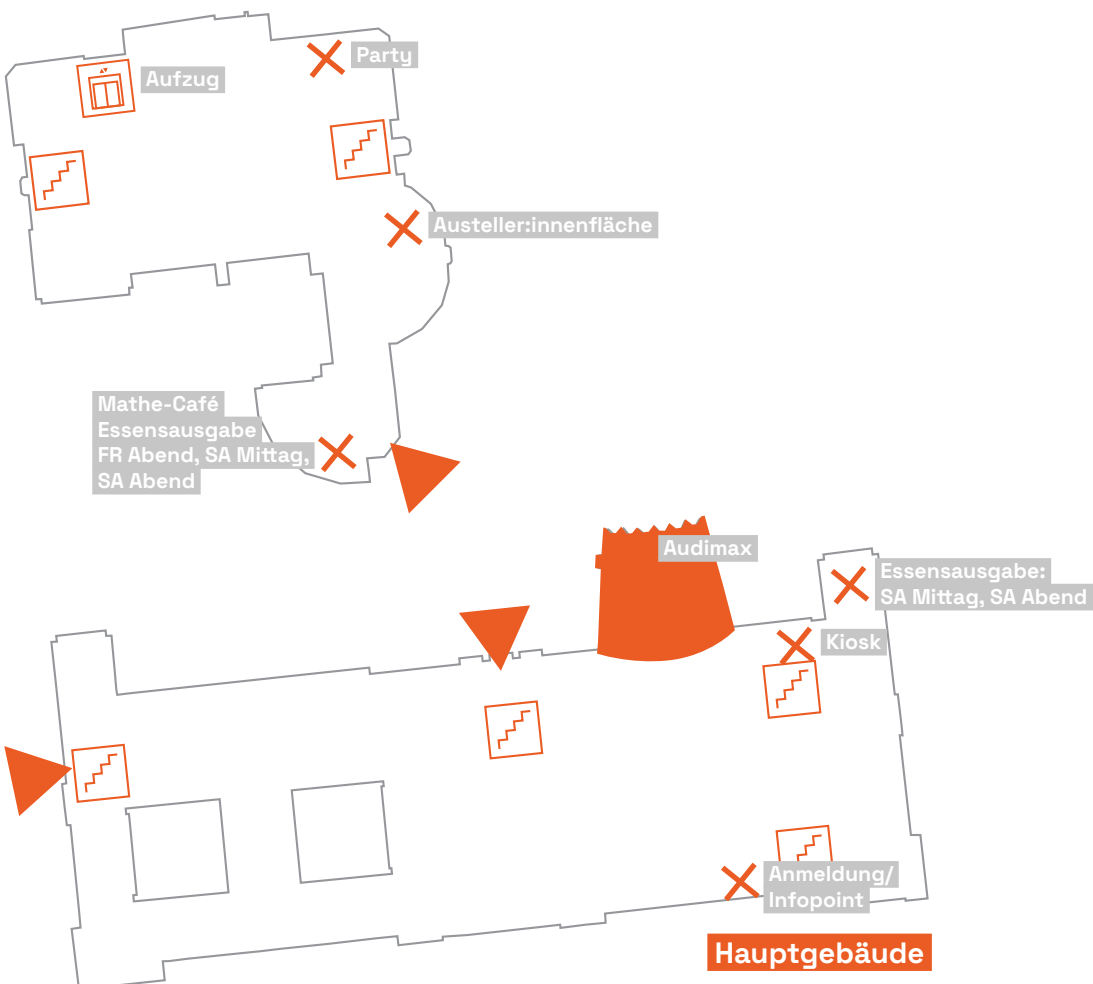 Party
Aufzug
Austeller:innenfläche
Mathe-Café
Essensausgabe
FR Abend, SA Mittag,
SA Abend
Audimax
Essensausgabe:
SA Mittag, SA Abend
Kiosk
Anmeldung/
Infopoint
Hauptgebäude